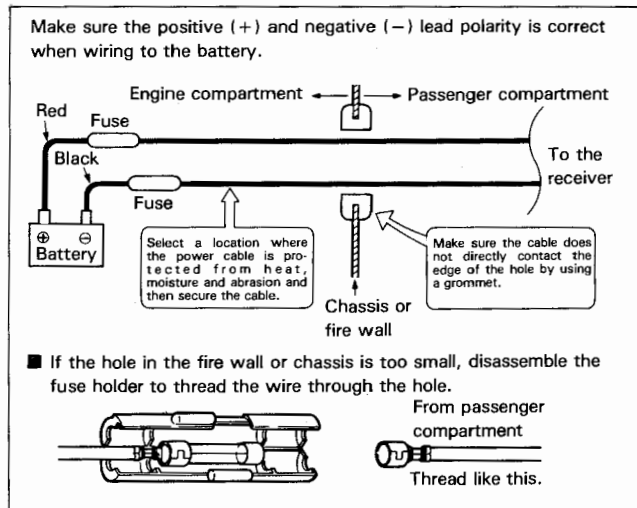 Make sure the positive (+) and negative (−) lead polarity is correct
when wiring to the battery.
Engine compartment
Passenger compartment
Red
Fuse
Black
Fuse
To the
receiver
⊕ ⊖
Battery
Select a location where
the power cable is pro-
tected from heat,
moisture and abrasion and
then secure the cable.
Make sure the cable does
not directly contact the
edge of the hole by using
a grommet.
Chassis or
fire wall
■ If the hole in the fire wall or chassis is too small, disassemble the
fuse holder to thread the wire through the hole.
From passenger
compartment
Thread like this.